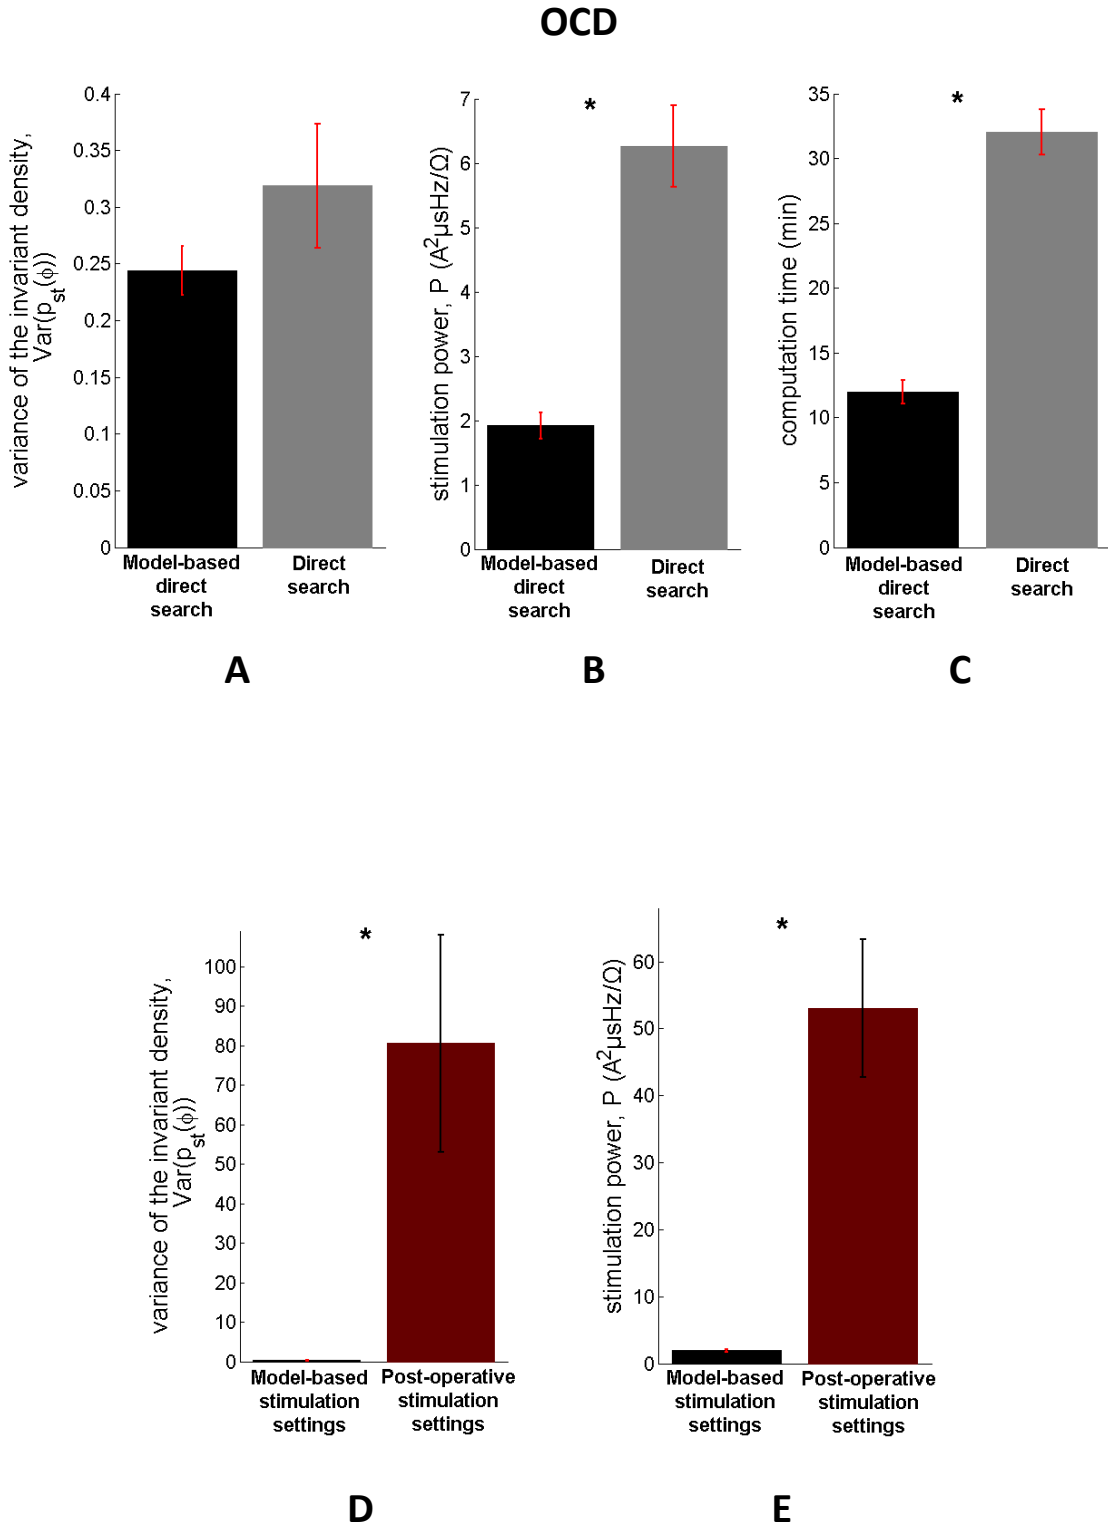 OCD
variance of the invariant density,
Var(p_st(ϕ))
0.4
0.35
0.3
0.25
0.2
0.15
0.1
0.05
0
Model-based
direct
search
Direct
search
A
stimulation power, P (A²µsHz/Ω)
*
7
6
5
4
3
2
1
0
Model-based
direct
search
Direct
search
B
computation time (min)
*
35
30
25
20
15
10
5
0
Model-based
direct
search
Direct
search
C
variance of the invariant density,
Var(p_st(ϕ))
*
100
90
80
70
60
50
40
30
20
10
0
Model-based
stimulation
settings
Post-operative
stimulation
settings
D
stimulation power, P (A²µsHz/Ω)
*
60
50
40
30
20
10
0
Model-based
stimulation
settings
Post-operative
stimulation
settings
E